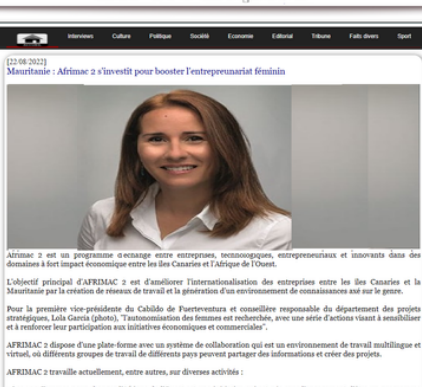 Interviews Culture Politique Société Economie Editorial Tribune Faits divers Sport
[22/08/2022]
Mauritanie : Afrimac 2 s'investit pour booster l'entrepreunariat féminin
Afrimac 2 est un programme d'échange entre entreprises, technologiques, entrepreneuriaux et innovants dans des
domaines à fort impact économique entre les îles Canaries et l'Afrique de l'Ouest.
L'objectif principal d'AFRIMAC 2 est d'améliorer l'internationalisation des entreprises entre les îles Canaries et la
Mauritanie par la création de réseaux de travail et la génération d'un environnement de connaissances axé sur le genre.
Pour la première vice-présidente du Cabildo de Fuerteventura et conseillère responsable du département des projets
stratégiques, Lola García (photo), "l'autonomisation des femmes est recherchée, avec une série d'actions visant à sensibiliser
et à renforcer leur participation aux initiatives économiques et commerciales".
AFRIMAC 2 dispose d'une plate-forme avec un système de collaboration qui est un environnement de travail multilingue et
virtuel, où différents groupes de travail de différents pays peuvent partager des informations et créer des projets.
AFRIMAC 2 travaille actuellement, entre autres, sur diverses activités :